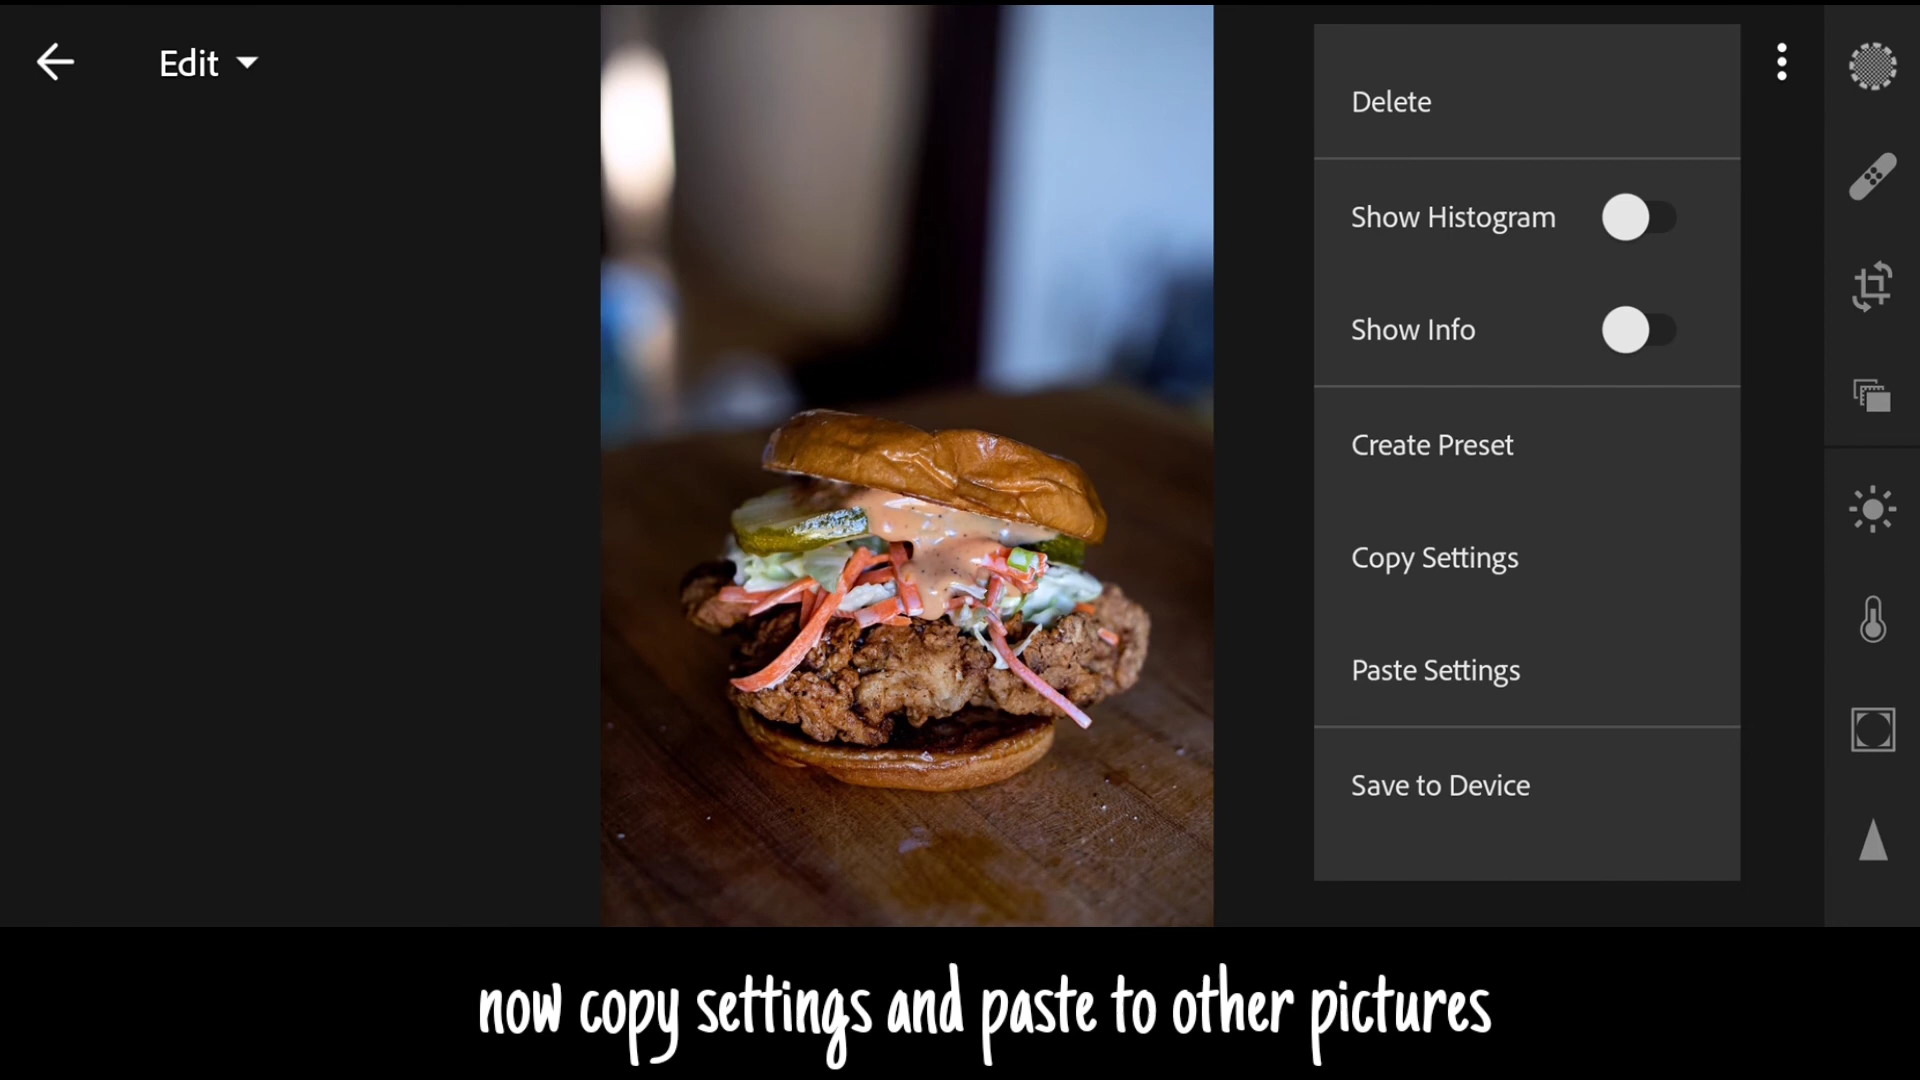 Edit
Delete
Show Histogram
Show Info
Create Preset
Copy Settings
Paste Settings
Save to Device
now copy settings and paste to other pictures